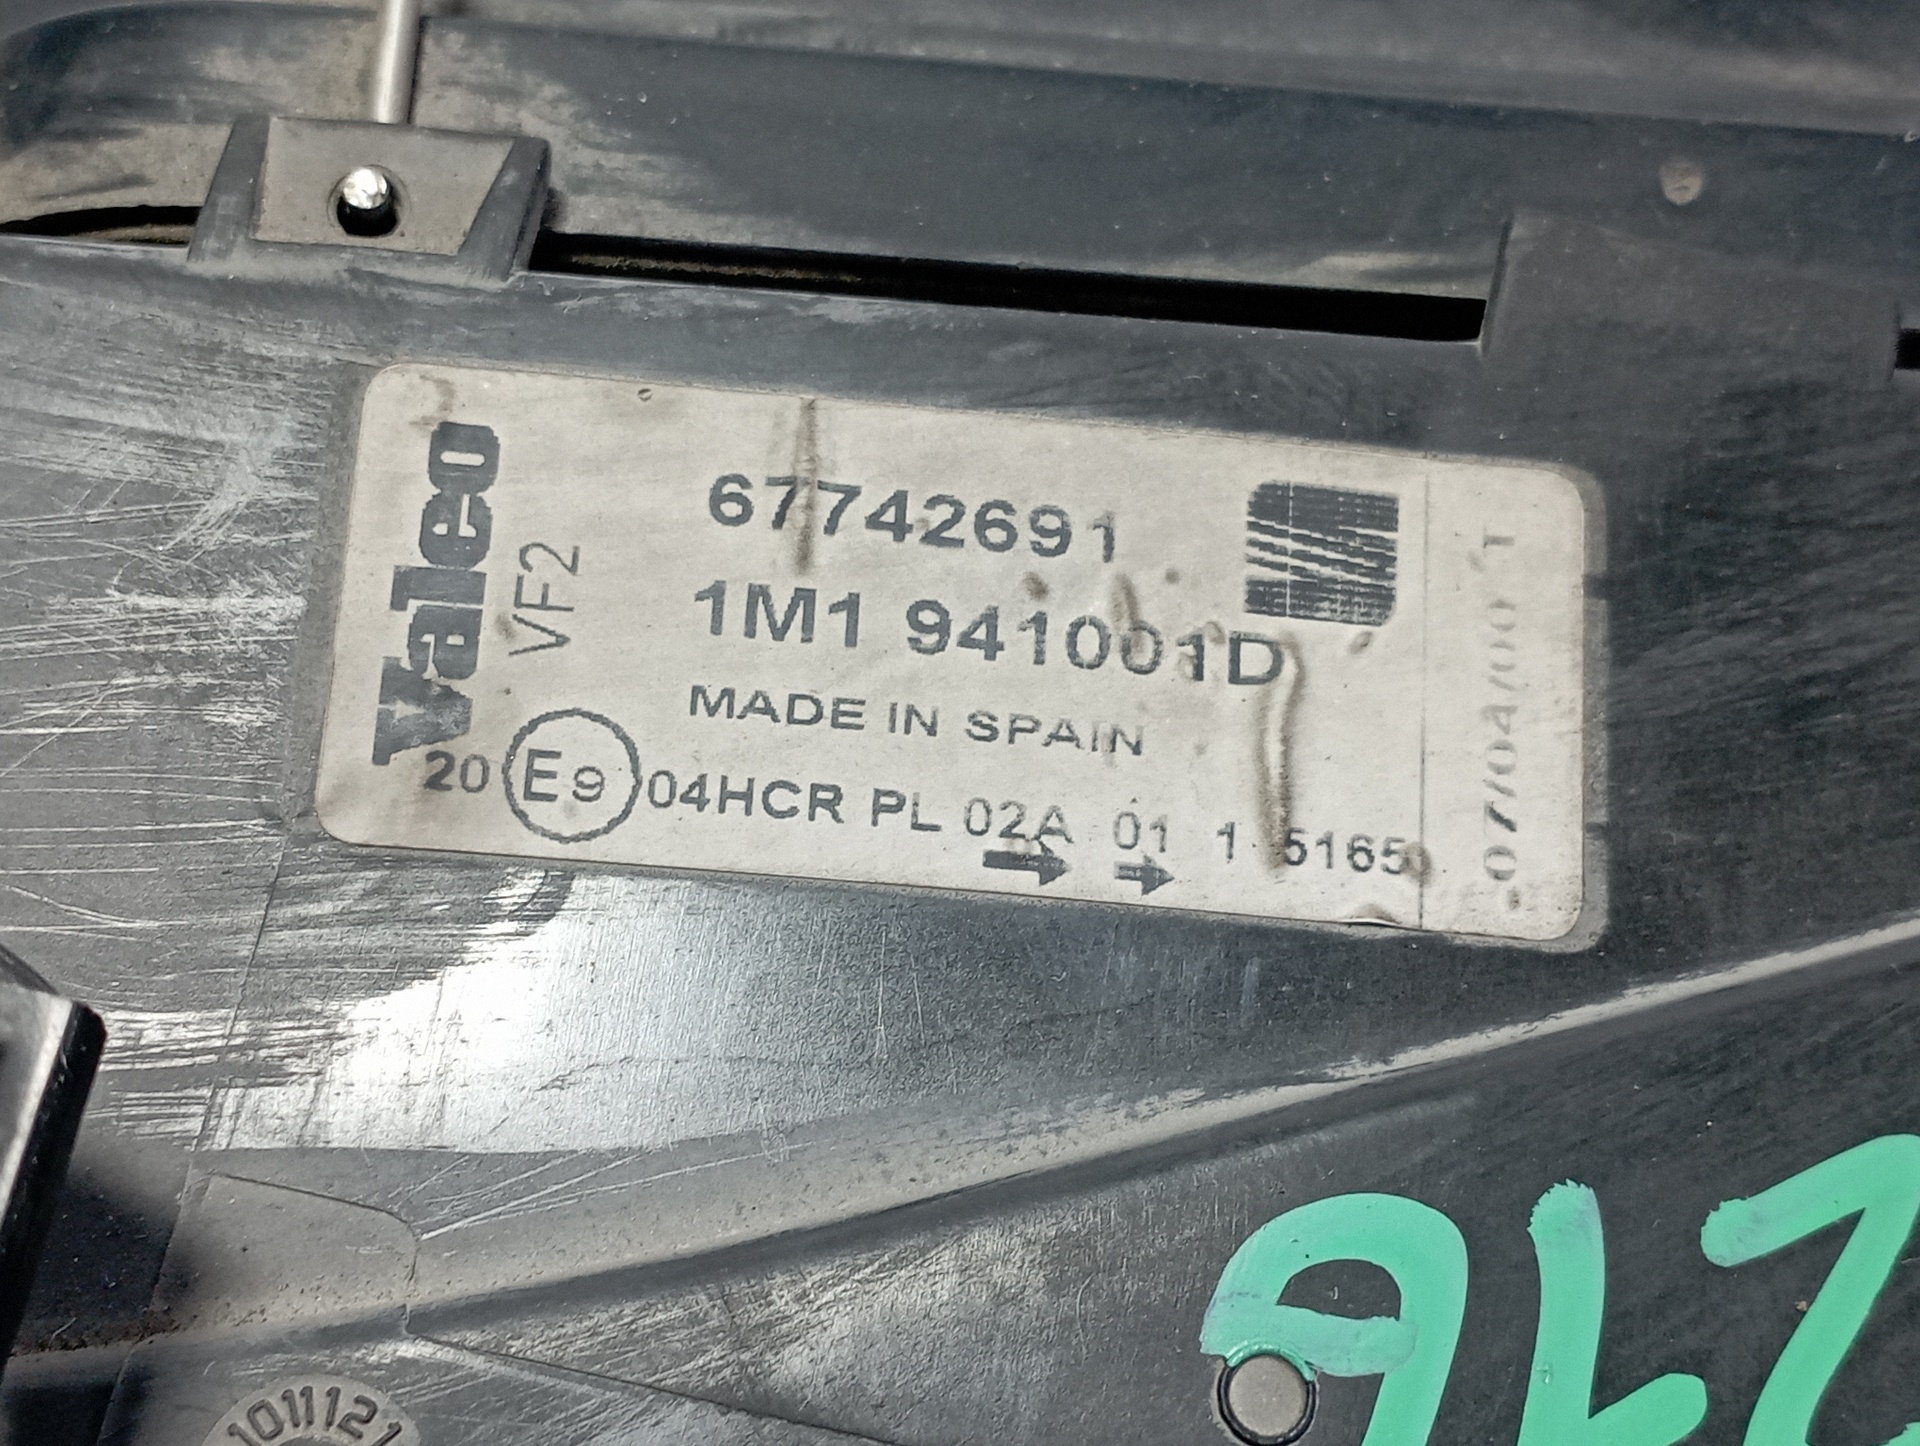 Valeo
VF2
67742691
1M1 941001D
MADE IN SPAIN
20 E9 04HCR PL 02A 01 1 5165
07/04/00 T
1011121